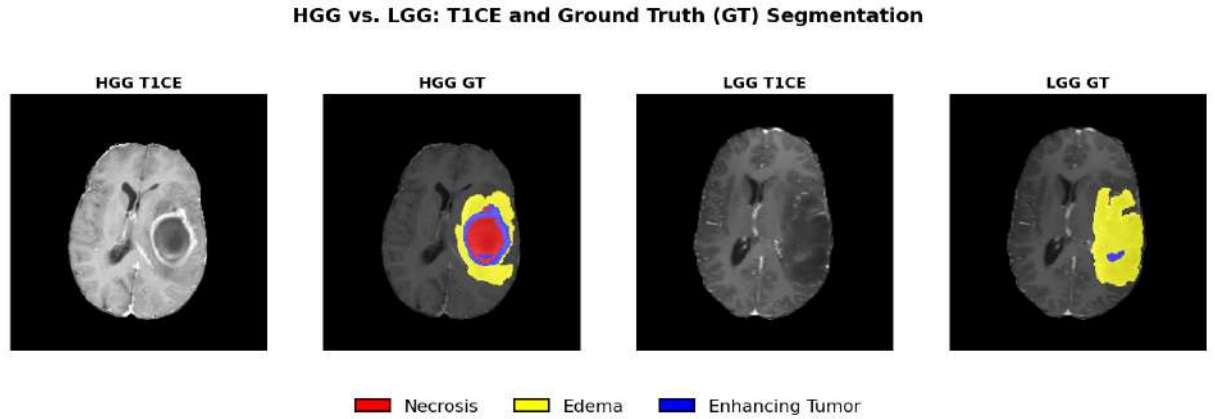 HGG vs. LGG: T1CE and Ground Truth (GT) Segmentation
HGG T1CE
HGG GT
LGG T1CE
LGG GT
Necrosis
Edema
Enhancing Tumor